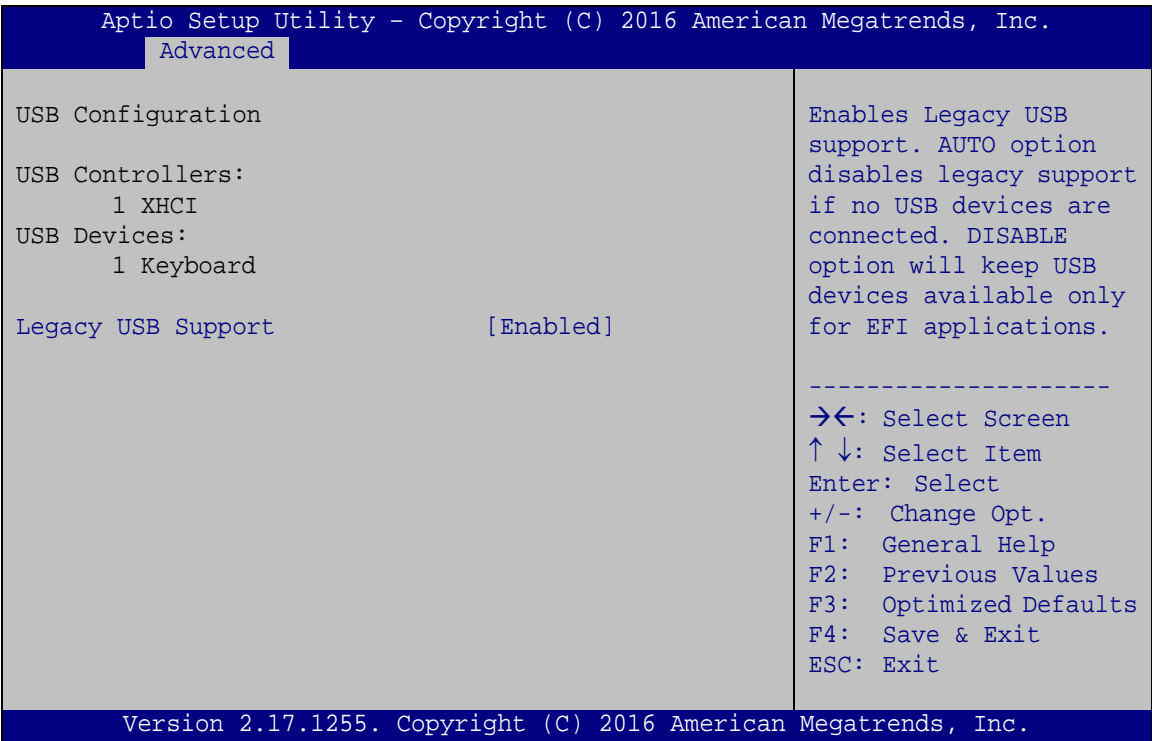 Aptio Setup Utility – Copyright (C) 2016 American Megatrends, Inc.
Advanced
USB Configuration
USB Controllers:
1 XHCI
USB Devices:
1 Keyboard
Legacy USB Support [Enabled]
Enables Legacy USB
support. AUTO option
disables legacy support
if no USB devices are
connected. DISABLE
option will keep USB
devices available only
for EFI applications.
---------------------
→←: Select Screen
↑ ↓: Select Item
Enter: Select
+/-: Change Opt.
F1: General Help
F2: Previous Values
F3: Optimized Defaults
F4: Save & Exit
ESC: Exit
Version 2.17.1255. Copyright (C) 2016 American Megatrends, Inc.